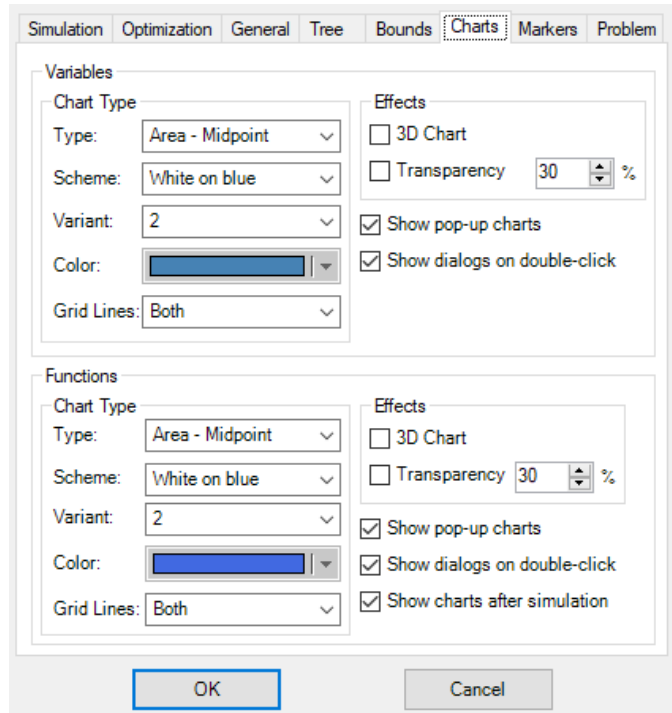 Simulation Optimization General Tree Bounds Charts Markers Problem
Variables
Chart Type
Type: Area - Midpoint
Scheme: White on blue
Variant: 2
Color:
Grid Lines: Both
Effects
3D Chart
Transparency 30 %
Show pop-up charts
Show dialogs on double-click
Functions
Chart Type
Type: Area - Midpoint
Scheme: White on blue
Variant: 2
Color:
Grid Lines: Both
Effects
3D Chart
Transparency 30 %
Show pop-up charts
Show dialogs on double-click
Show charts after simulation
OK Cancel